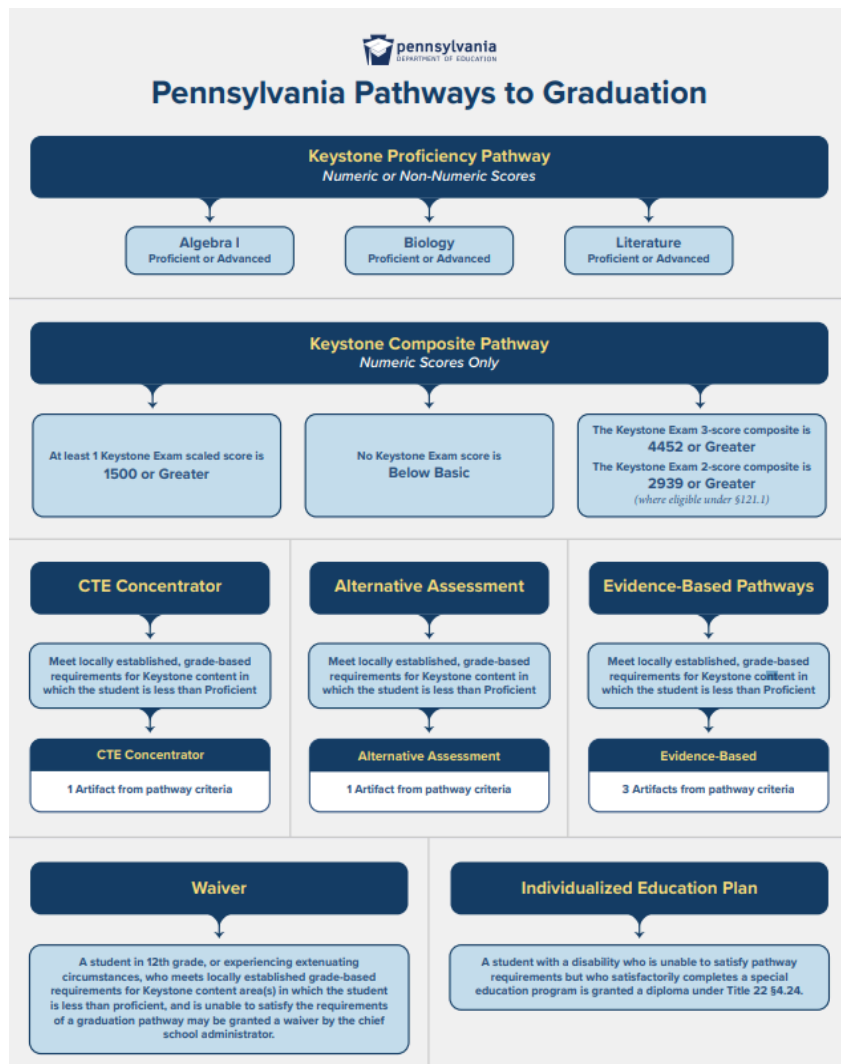 pennsylvania
DEPARTMENT OF EDUCATION
Pennsylvania Pathways to Graduation
Keystone Proficiency Pathway
Numeric or Non-Numeric Scores
Algebra I
Proficient or Advanced
Biology
Proficient or Advanced
Literature
Proficient or Advanced
Keystone Composite Pathway
Numeric Scores Only
At least 1 Keystone Exam scaled score is
1500 or Greater
No Keystone Exam score is
Below Basic
The Keystone Exam 3-score composite is
4452 or Greater
The Keystone Exam 2-score composite is
2939 or Greater
(where eligible under §121.1)
CTE Concentrator
Meet locally established, grade-based
requirements for Keystone content in
which the student is less than Proficient
CTE Concentrator
1 Artifact from pathway criteria
Alternative Assessment
Meet locally established, grade-based
requirements for Keystone content in
which the student is less than Proficient
Alternative Assessment
1 Artifact from pathway criteria
Evidence-Based Pathways
Meet locally established, grade-based
requirements for Keystone content in
which the student is less than Proficient
Evidence-Based
3 Artifacts from pathway criteria
Waiver
A student in 12th grade, or experiencing extenuating
circumstances, who meets locally established grade-based
requirements for Keystone content area(s) in which the student
is less than proficient, and is unable to satisfy the requirements
of a graduation pathway may be granted a waiver by the chief
school administrator.
Individualized Education Plan
A student with a disability who is unable to satisfy pathway
requirements but who satisfactorily completes a special
education program is granted a diploma under Title 22 §4.24.